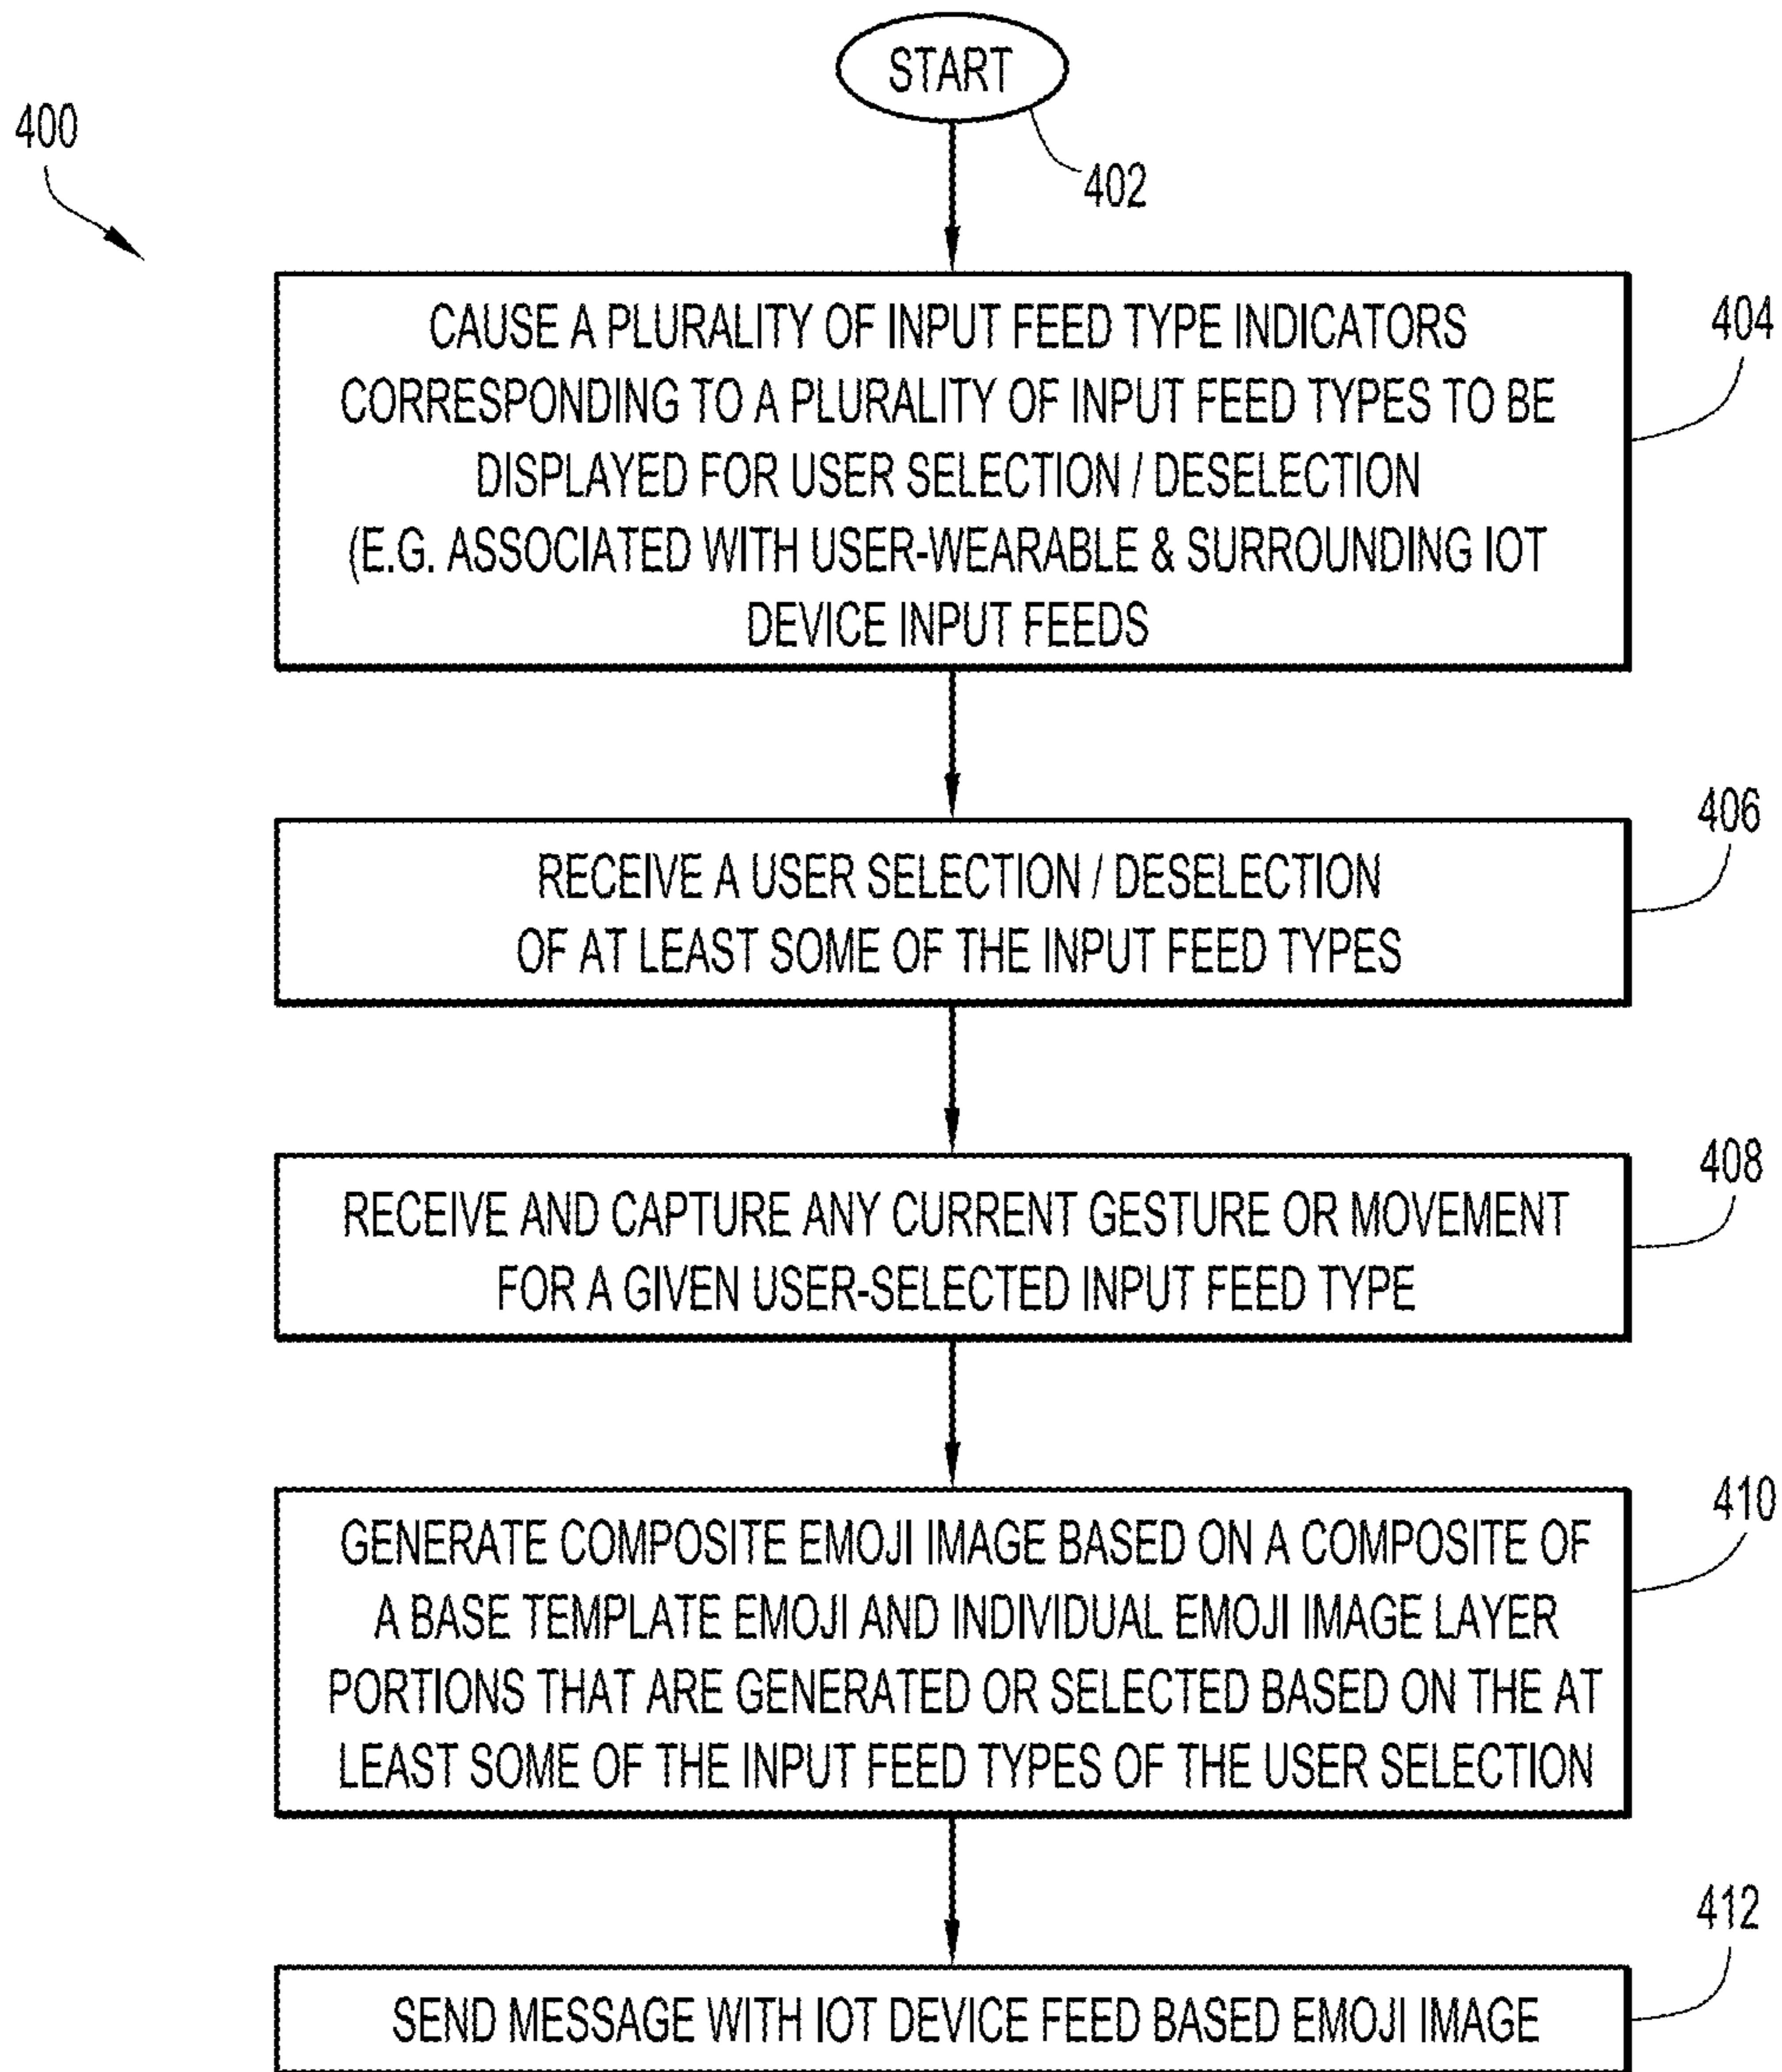 START
400
402
CAUSE A PLURALITY OF INPUT FEED TYPE INDICATORS
CORRESPONDING TO A PLURALITY OF INPUT FEED TYPES TO BE
DISPLAYED FOR USER SELECTION / DESELECTION
(E.G. ASSOCIATED WITH USER-WEARABLE & SURROUNDING IOT
DEVICE INPUT FEEDS
404
RECEIVE A USER SELECTION / DESELECTION
OF AT LEAST SOME OF THE INPUT FEED TYPES
406
RECEIVE AND CAPTURE ANY CURRENT GESTURE OR MOVEMENT
FOR A GIVEN USER-SELECTED INPUT FEED TYPE
408
GENERATE COMPOSITE EMOJI IMAGE BASED ON A COMPOSITE OF
A BASE TEMPLATE EMOJI AND INDIVIDUAL EMOJI IMAGE LAYER
PORTIONS THAT ARE GENERATED OR SELECTED BASED ON THE AT
LEAST SOME OF THE INPUT FEED TYPES OF THE USER SELECTION
410
SEND MESSAGE WITH IOT DEVICE FEED BASED EMOJI IMAGE
412